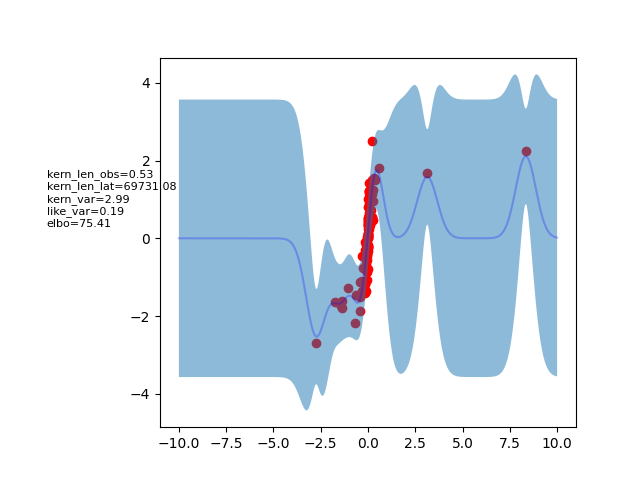 4
2
kern_len_obs=0.53
kern_len_lat=69731.08
kern_var=2.99
like_var=0.19
elbo=75.41
0
−2
−4
−10.0 −7.5 −5.0 −2.5 0.0 2.5 5.0 7.5 10.0